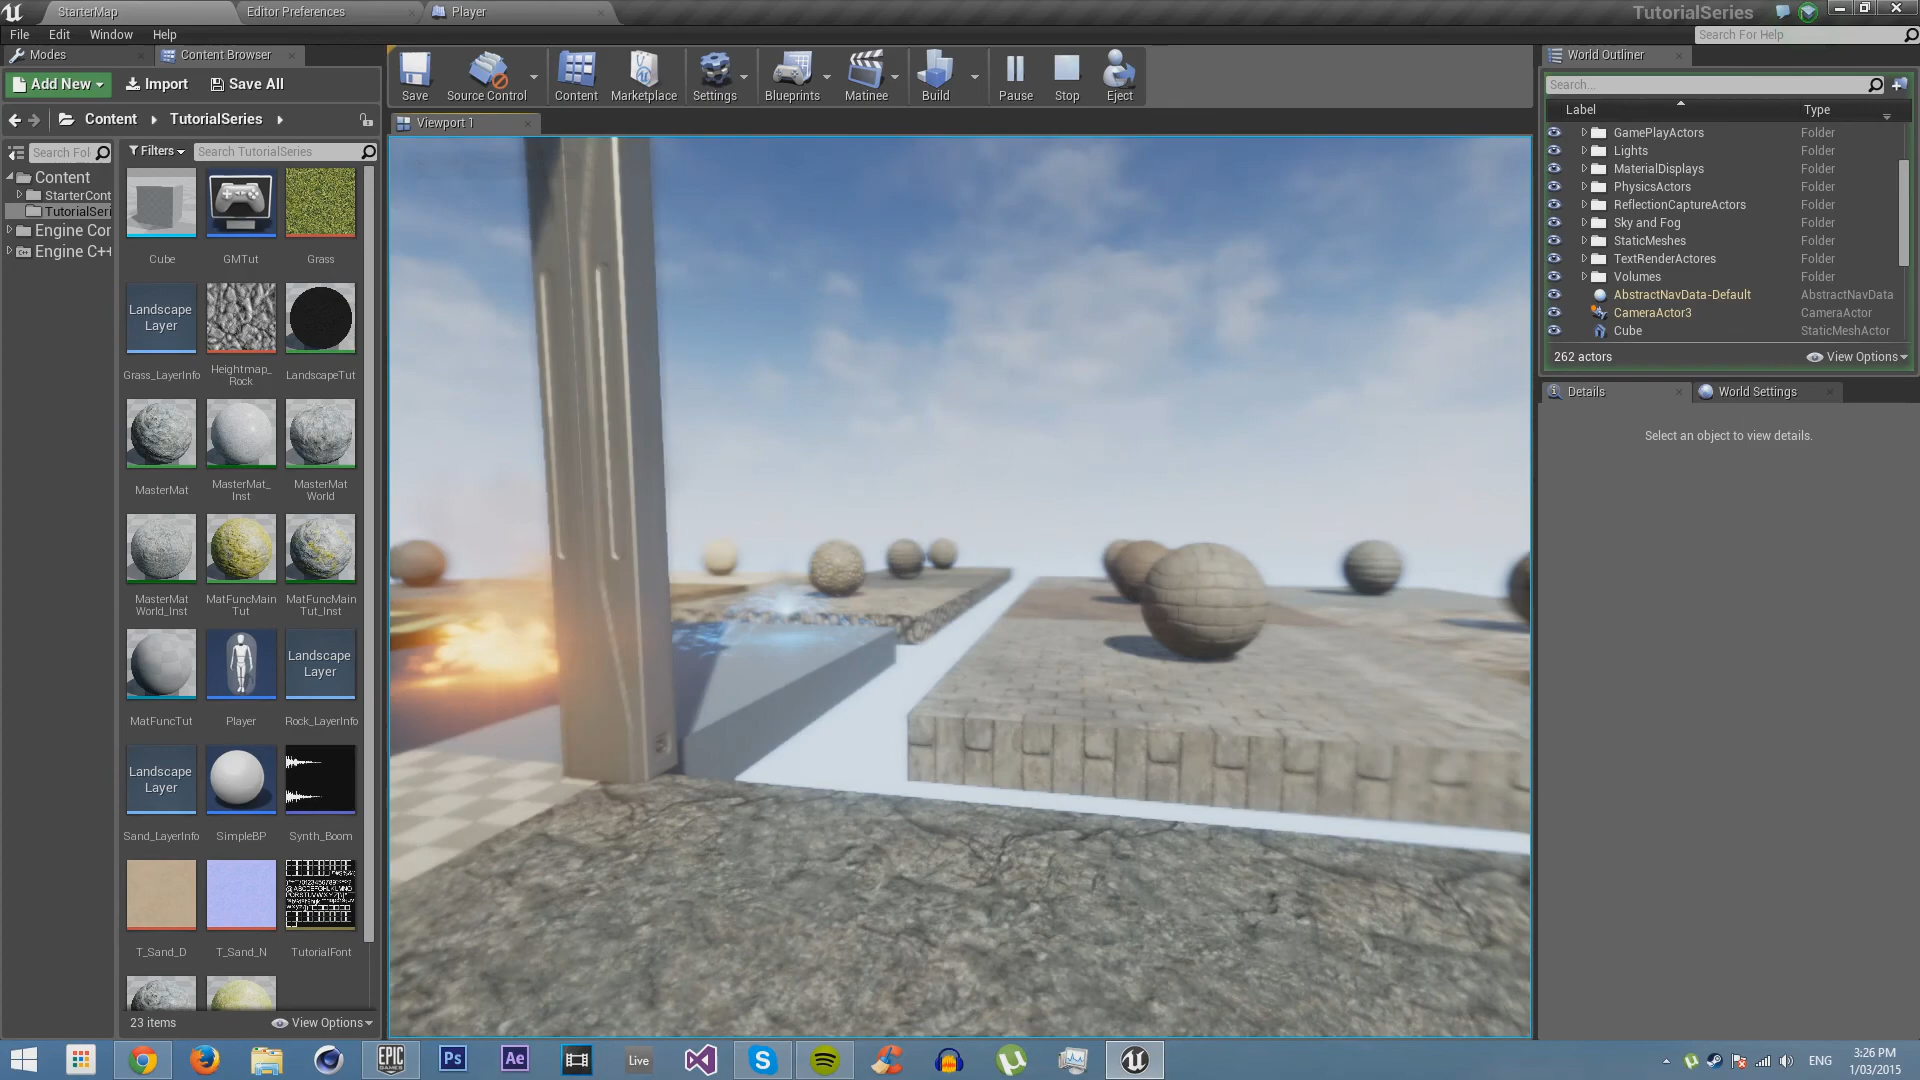 StarterMap
Editor Preferences
Player
TutorialSeries
File Edit Window Help
Search For Help
Modes
Content Browser
Add New
Import
Save All
Content
TutorialSeries
Search Fol
Filters
Search TutorialSeries
Content
StarterCont
TutorialSeri
Engine Con
Engine C++
Cube
GMTut
Grass
Landscape
Layer
Grass_LayerInfo
Heightmap_
Rock
LandscapeTut
MasterMat
MasterMat_
Inst
MasterMat
World
MasterMat
World_Inst
MatFuncMain
Tut
MatFuncMain
Tut_Inst
Landscape
Layer
MatFuncTut
Player
Rock_LayerInfo
Landscape
Layer
Sand_LayerInfo
SimpleBP
Synth_Boom
T_Sand_D
T_Sand_N
TutorialFont
23 items
View Options
Save
Source Control
Content
Marketplace
Settings
Blueprints
Matinee
Build
Pause
Stop
Eject
Viewport 1
World Outliner
Search...
Label Type
GamePlayActors Folder
Lights Folder
MaterialDisplays Folder
PhysicsActors Folder
ReflectionCaptureActors Folder
Sky and Fog Folder
StaticMeshes Folder
TextRenderActores Folder
Volumes Folder
AbstractNavData-Default AbstractNavData
CameraActor3 CameraActor
Cube StaticMeshActor
262 actors
View Options
Details
World Settings
Select an object to view details.
EPIC
GAMES
Ps
Ae
Live
ENG
3:26 PM
1/03/2015